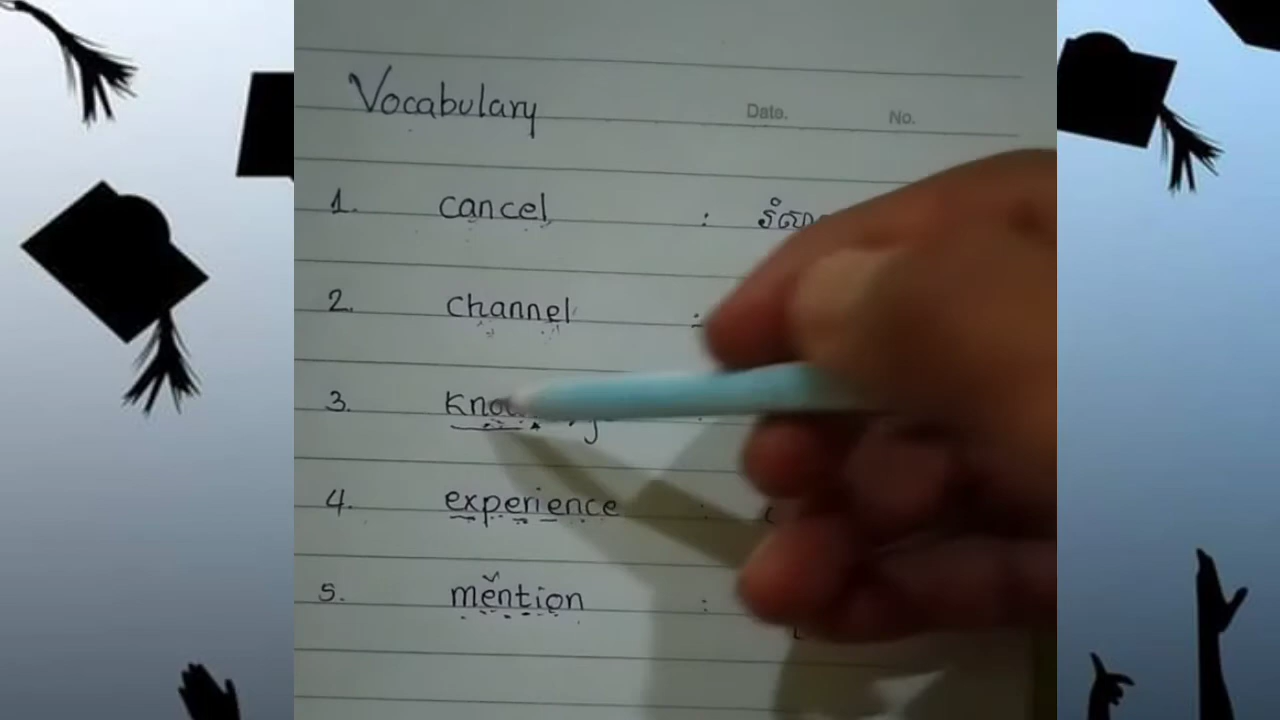 Vocabulary
Date. No.
1. cancel :
2. channel :
3.
4. experience :
5. mention :